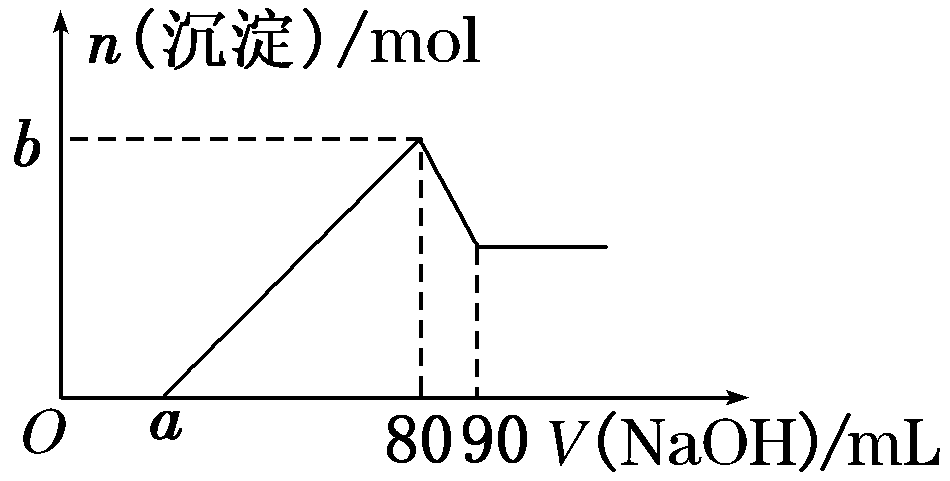 n(沉淀)/mol
b
O
a
80
90
V(NaOH)/mL